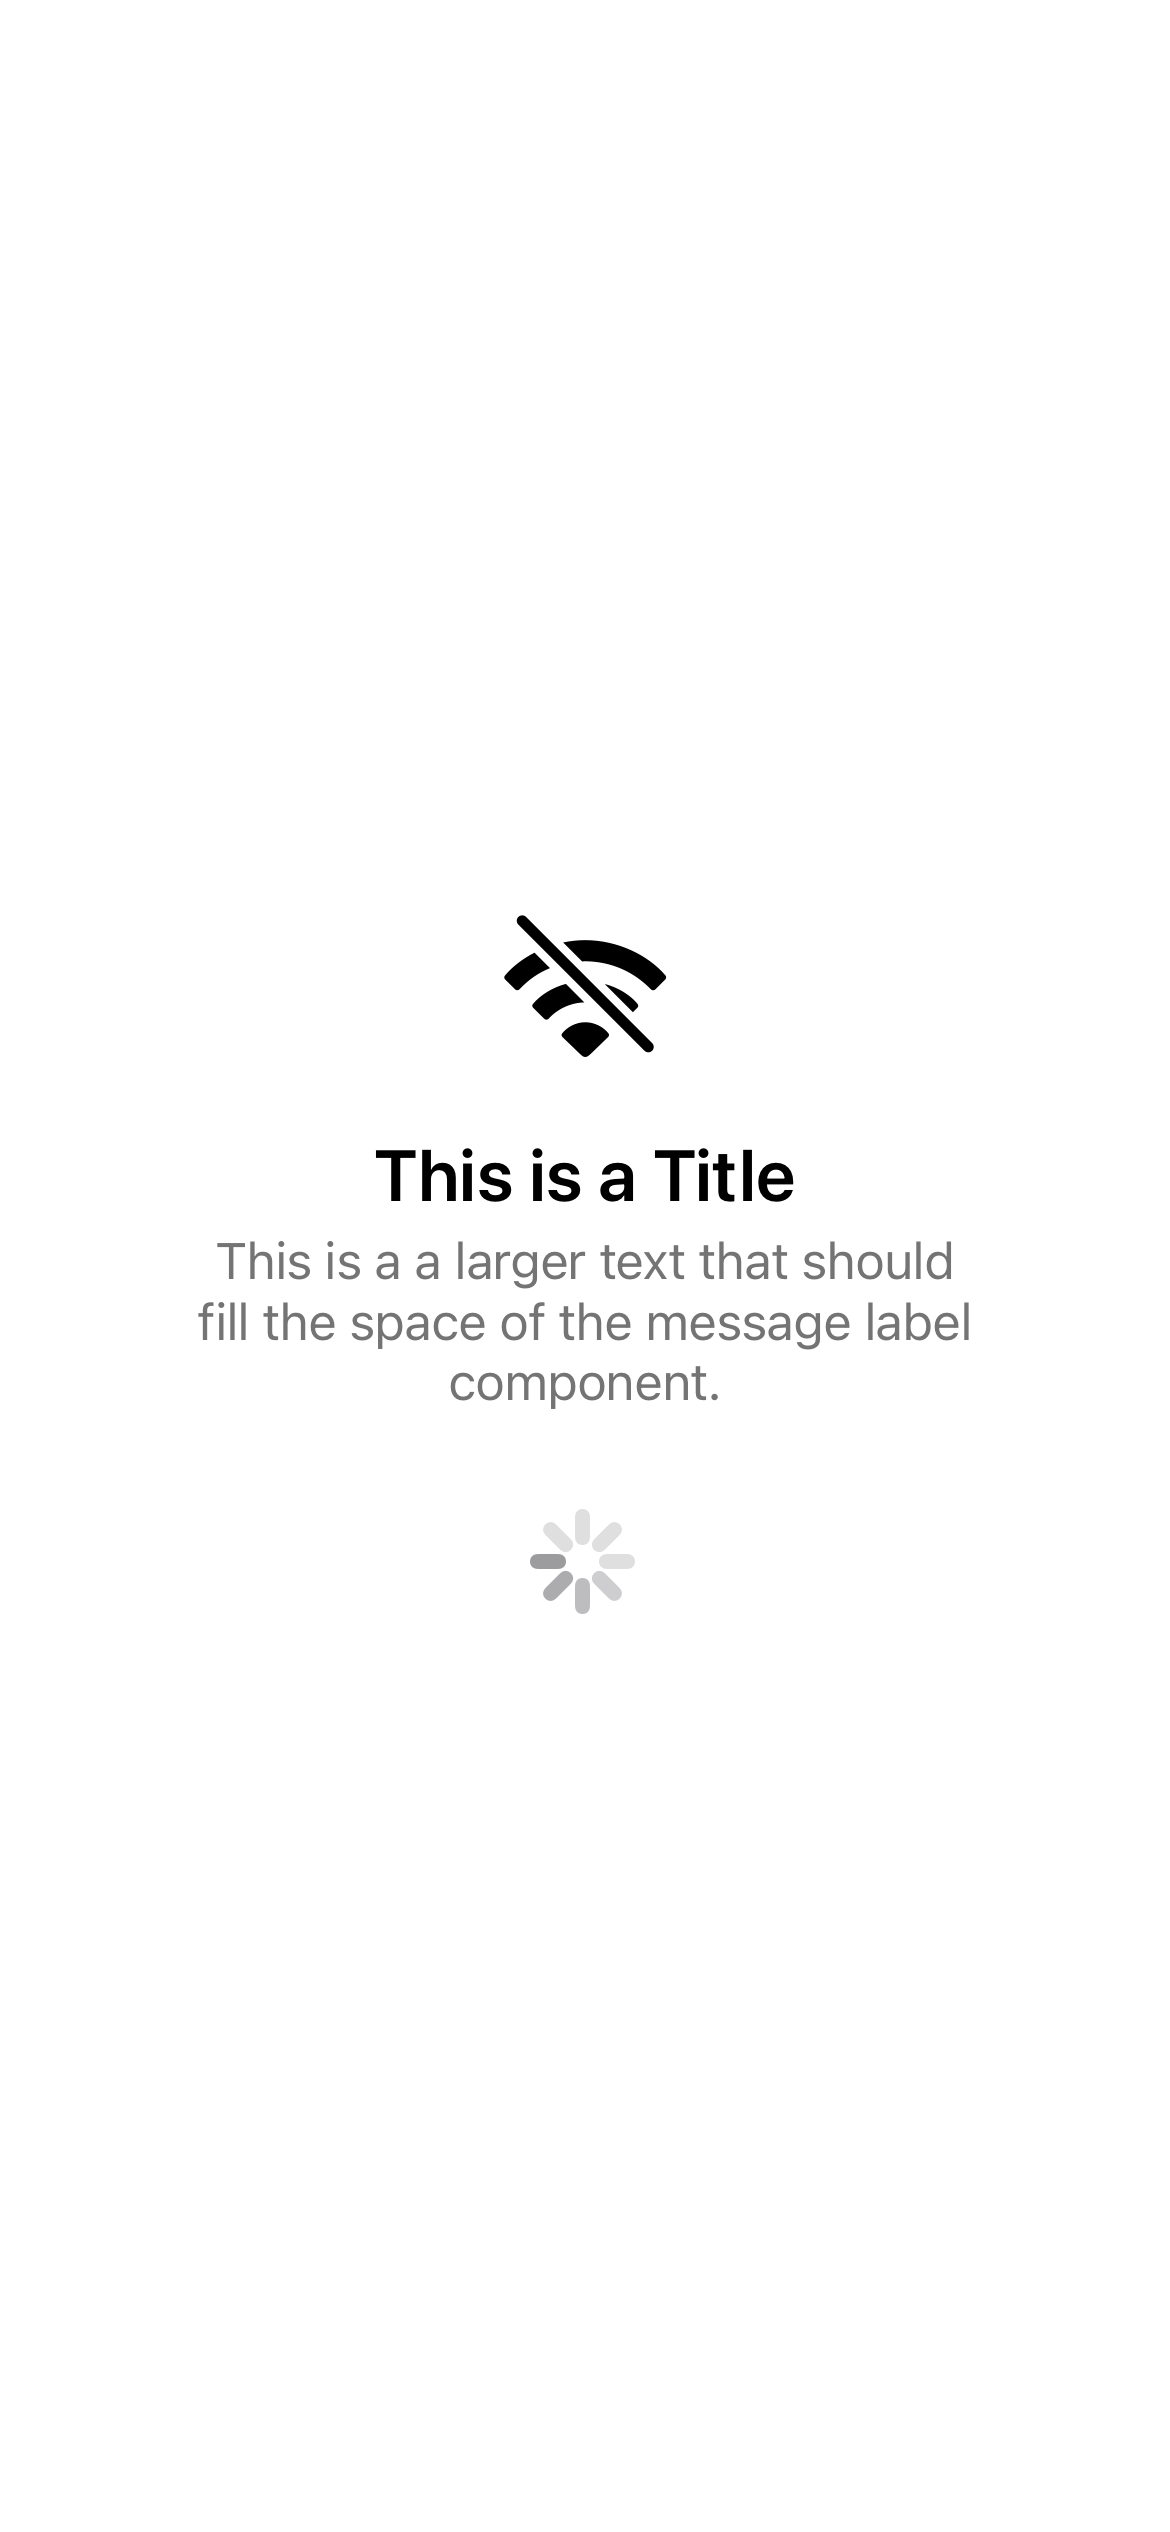 This is a Title
This is a a larger text that should
fill the space of the message label
component.